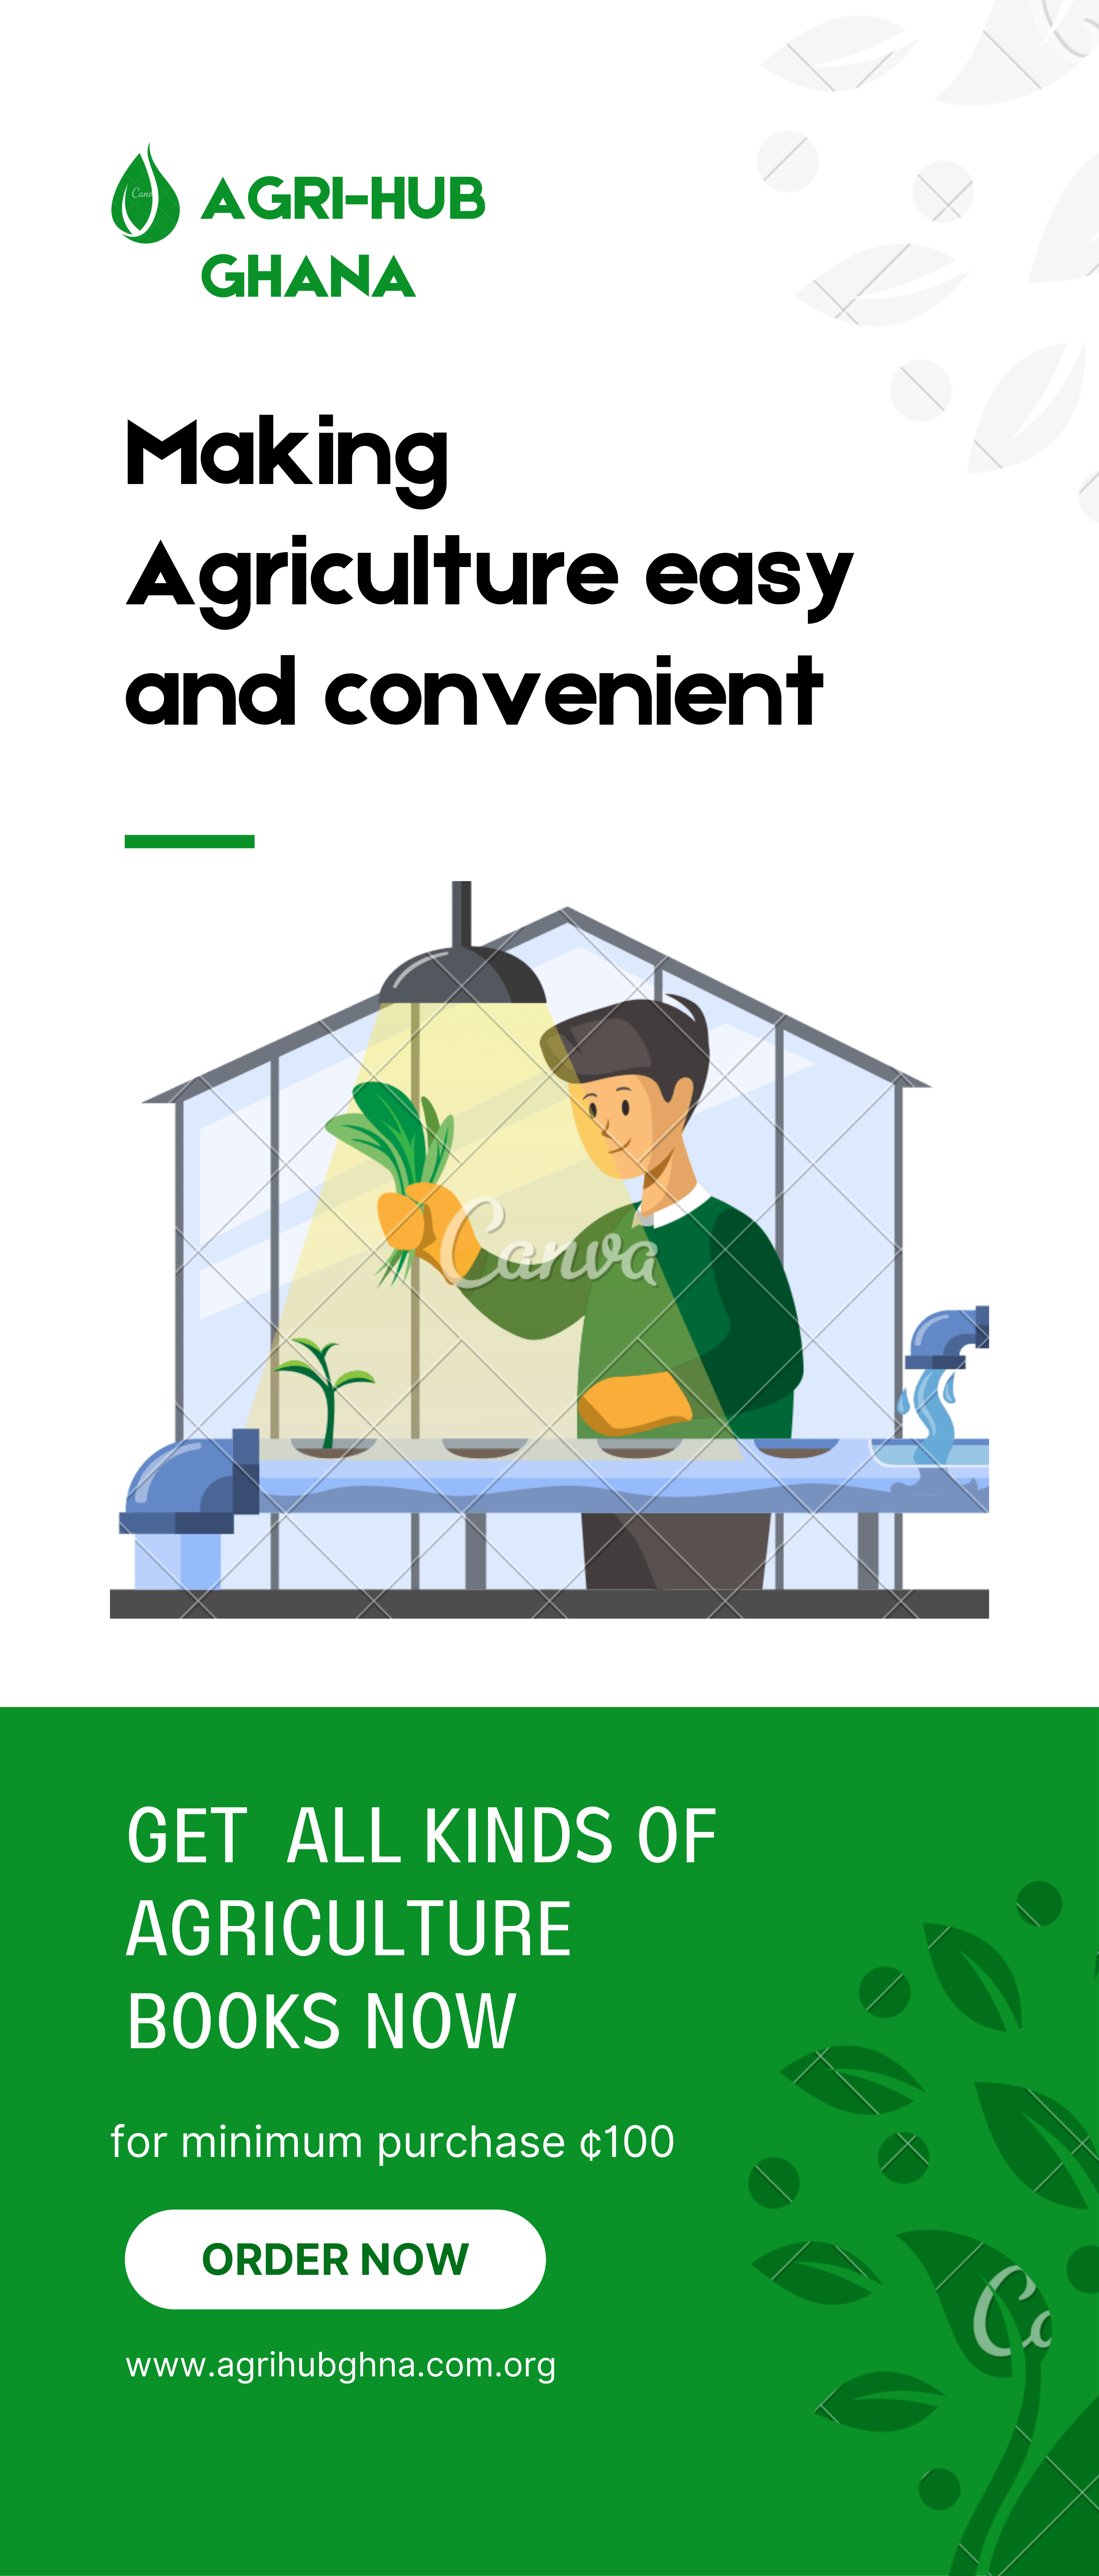 AGRI-HUB
GHANA
Making
Agriculture easy
and convenient
Canva
GET ALL KINDS OF
AGRICULTURE
BOOKS NOW
for minimum purchase ¢100
ORDER NOW
www.agrihubghna.com.org